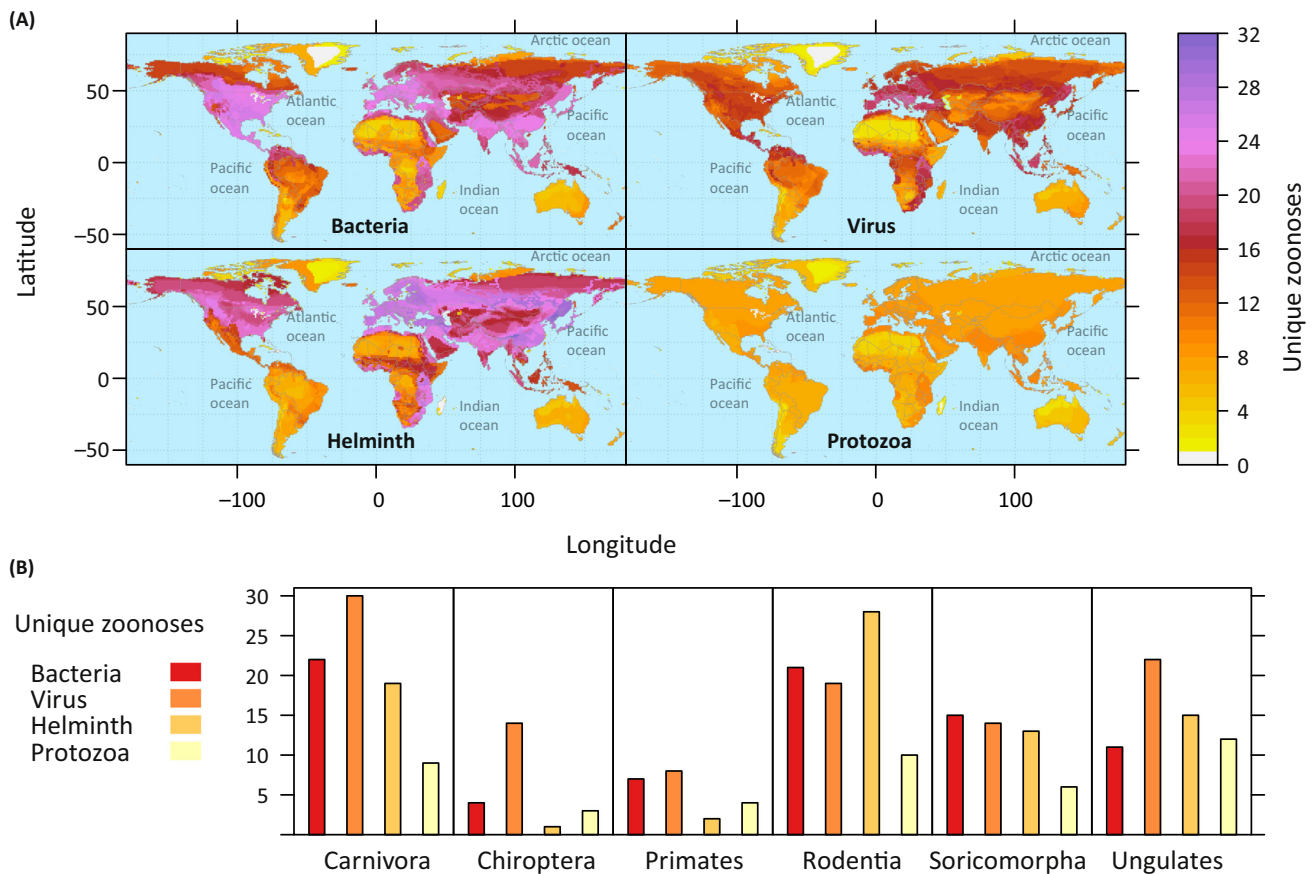 (A)
Arctic ocean
Arctic ocean
Atlantic
ocean
Pacific
ocean
Pacific
ocean
Indian
ocean
Bacteria
Atlantic
ocean
Pacific
ocean
Pacific
ocean
Indian
ocean
Virus
Arctic ocean
Arctic ocean
Atlantic
ocean
Pacific
ocean
Pacific
ocean
Indian
ocean
Helminth
Atlantic
ocean
Pacific
ocean
Pacific
ocean
Indian
ocean
Protozoa
50
0
−50
50
0
−50
Latitude
−100 0 100 −100 0 100
Longitude
32
28
24
20
16
12
8
4
0
Unique zoonoses
(B)
Unique zoonoses
Bacteria
Virus
Helminth
Protozoa
30
25
20
15
10
5
Carnivora Chiroptera Primates Rodentia Soricomorpha Ungulates